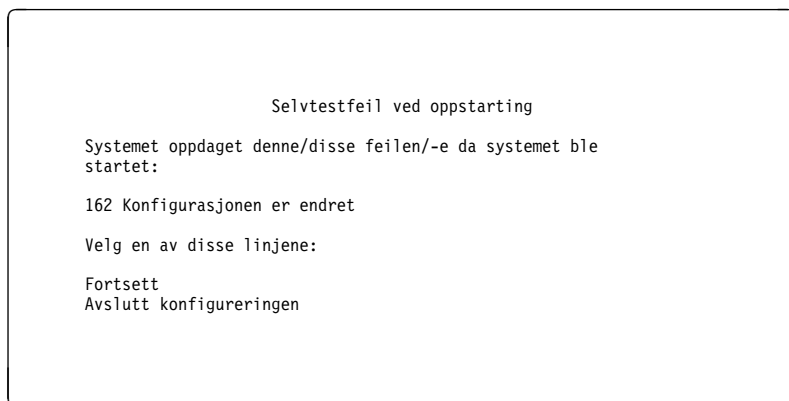 Selvtestfeil ved oppstarting
Systemet oppdaget denne/disse feilen/-e da systemet ble
startet:
162 Konfigurasjonen er endret
Velg en av disse linjene:
Fortsett
Avslutt konfigureringen